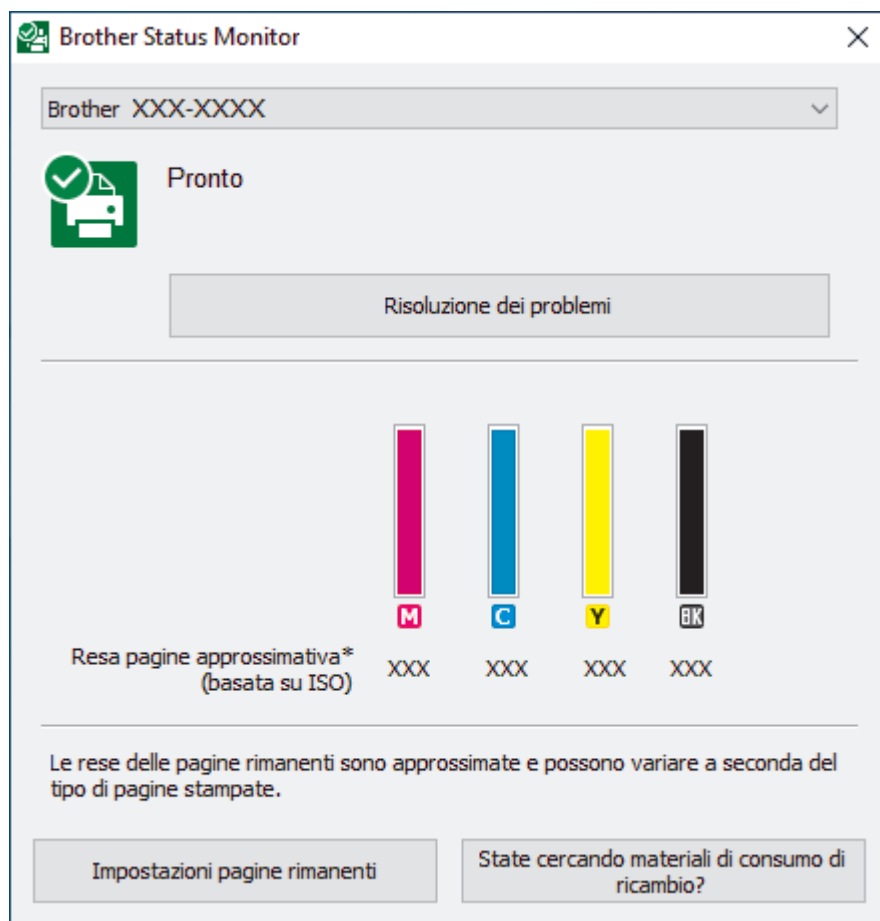 Brother Status Monitor
Brother XXX-XXXX
Pronto
Risoluzione dei problemi
M C Y BK
Resa pagine approssimativa* XXX XXX XXX XXX
(basata su ISO)
Le rese delle pagine rimanenti sono approssimate e possono variare a seconda del
tipo di pagine stampate.
Impostazioni pagine rimanenti
State cercando materiali di consumo di
ricambio?